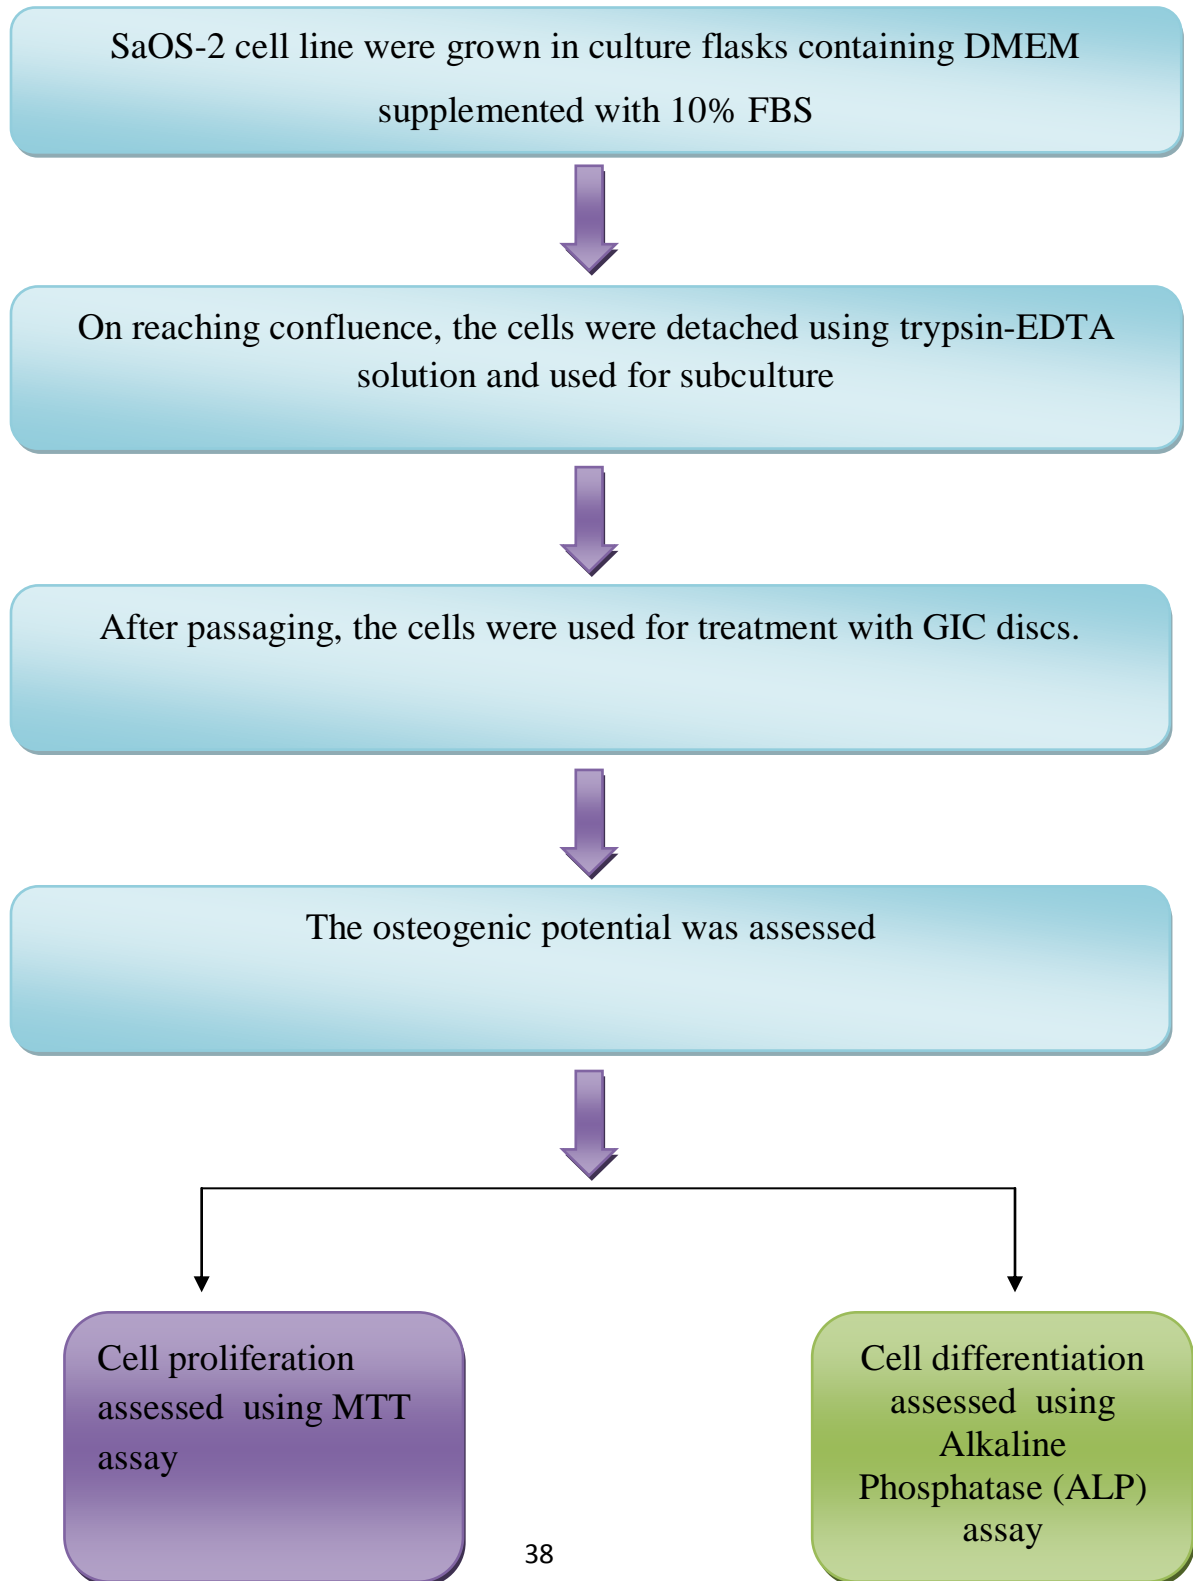 SaOS-2 cell line were grown in culture flasks containing DMEM
supplemented with 10% FBS
On reaching confluence, the cells were detached using trypsin-EDTA
solution and used for subculture
After passaging, the cells were used for treatment with GIC discs.
The osteogenic potential was assessed
Cell proliferation
assessed using MTT
assay
Cell differentiation
assessed using
Alkaline
Phosphatase (ALP)
assay
38